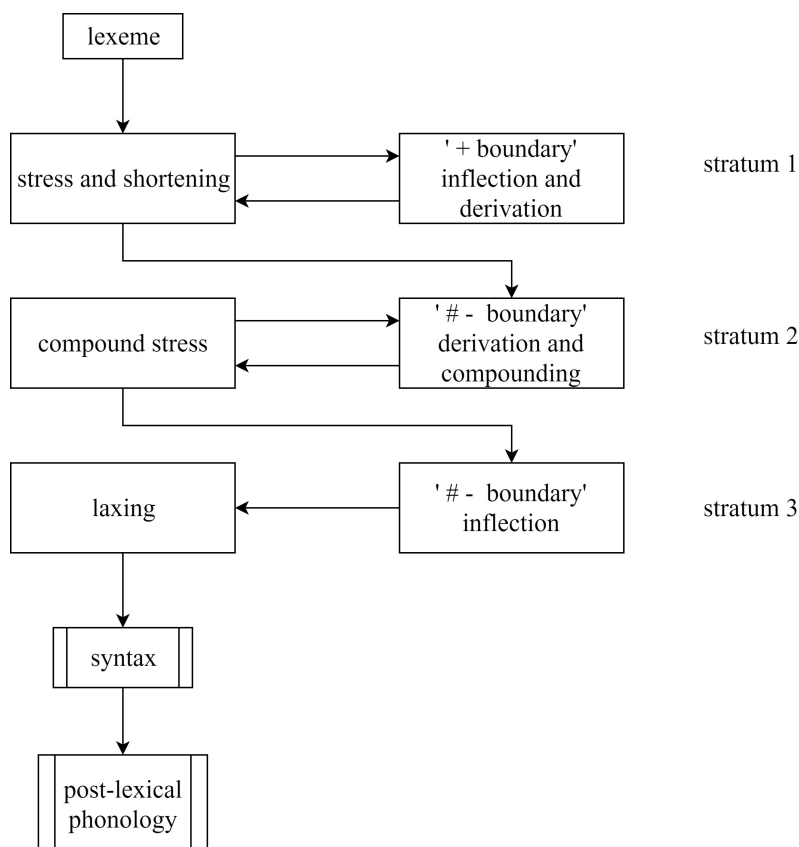 lexeme
stress and shortening
' + boundary'
inflection and
derivation
stratum 1
compound stress
' # - boundary'
derivation and
compounding
stratum 2
laxing
' # - boundary'
inflection
stratum 3
syntax
post-lexical
phonology